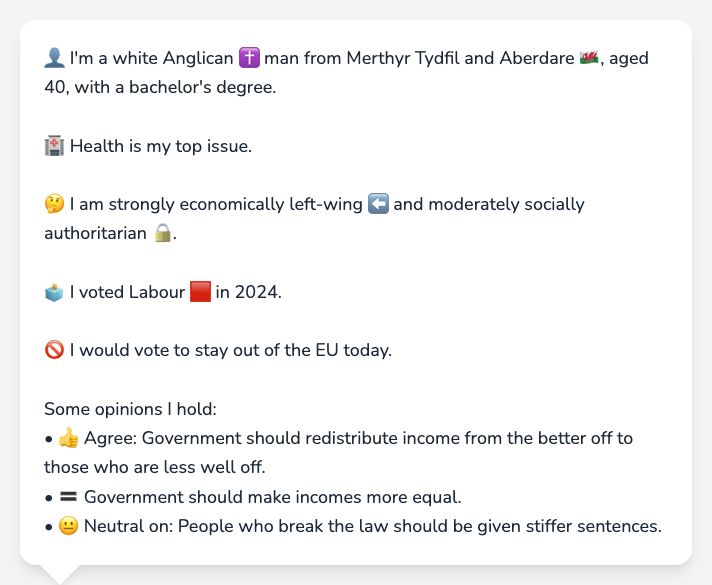 👤 I'm a white Anglican ✝️ man from Merthyr Tydfil and Aberdare 🏴󠁧󠁢󠁷󠁬󠁳󠁿, aged
40, with a bachelor's degree.
🏥 Health is my top issue.
🤔 I am strongly economically left-wing ⬅️ and moderately socially
authoritarian 🔒.
🗳️ I voted Labour 🟥 in 2024.
🚫 I would vote to stay out of the EU today.
Some opinions I hold:
• 👍 Agree: Government should redistribute income from the better off to
those who are less well off.
• 🟰 Government should make incomes more equal.
• 😐 Neutral on: People who break the law should be given stiffer sentences.